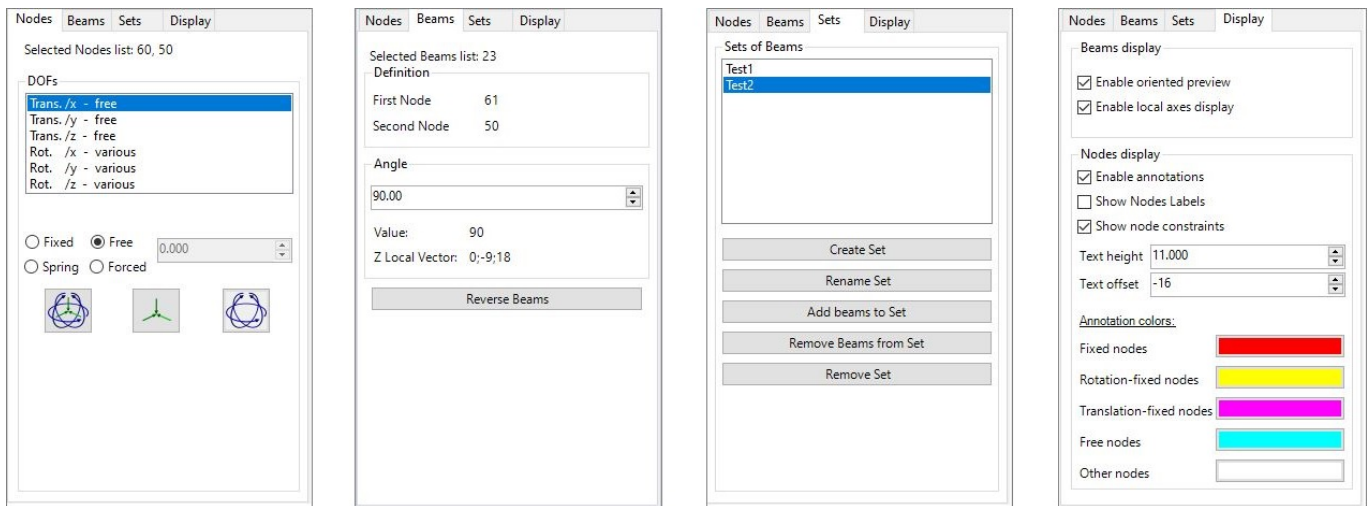 Nodes Beams Sets Display
Selected Nodes list: 60, 50
DOFs
Trans. /x - free
Trans. /y - free
Trans. /z - free
Rot. /x - various
Rot. /y - various
Rot. /z - various
Fixed Free 0.000
Spring Forced
Nodes Beams Sets Display
Selected Beams list: 23
Definition
First Node 61
Second Node 50
Angle
90.00
Value: 90
Z Local Vector: 0;-9;18
Reverse Beams
Nodes Beams Sets Display
Sets of Beams
Test1
Test2
Create Set
Rename Set
Add beams to Set
Remove Beams from Set
Remove Set
Nodes Beams Sets Display
Beams display
Enable oriented preview
Enable local axes display
Nodes display
Enable annotations
Show Nodes Labels
Show node constraints
Text height 11.000
Text offset -16
Annotation colors:
Fixed nodes
Rotation-fixed nodes
Translation-fixed nodes
Free nodes
Other nodes